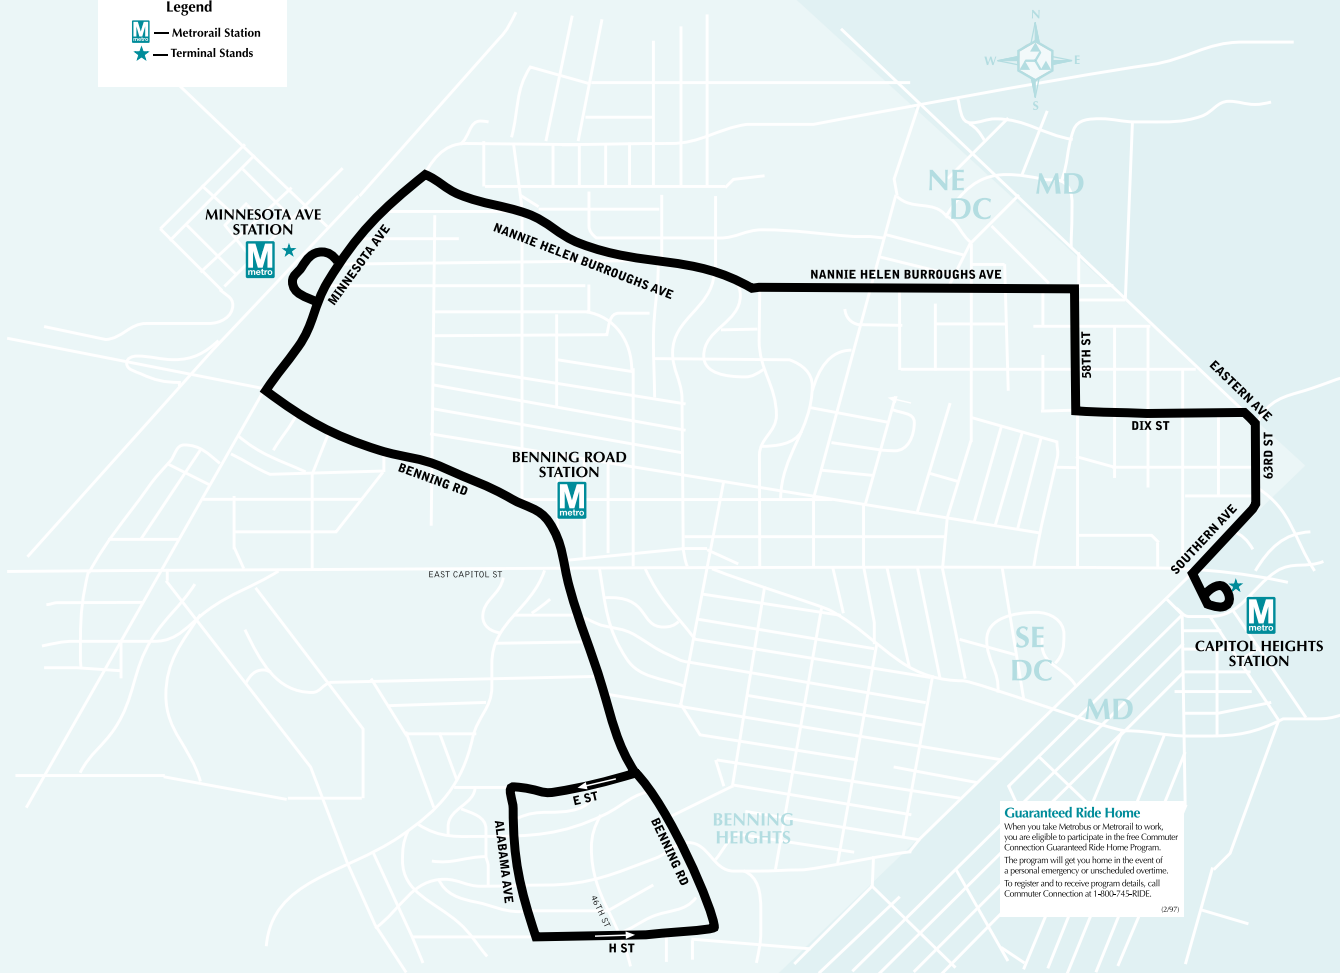 Legend
M
metro
Metrorail Station
Terminal Stands
N
W
E
S
NE
DC
MD
MINNESOTA AVE
STATION
M
metro
MINNESOTA AVE
NANNIE HELEN BURROUGHS AVE
NANNIE HELEN BURROUGHS AVE
58TH ST
EASTERN AVE
DIX ST
63RD ST
BENNING ROAD
STATION
M
metro
BENNING RD
SOUTHERN AVE
EAST CAPITOL ST
M
metro
CAPITOL HEIGHTS
STATION
SE
DC
MD
E ST
ALABAMA AVE
BENNING RD
BENNING
HEIGHTS
46TH ST
H ST
Guaranteed Ride Home
When you take Metrobus or Metrorail to work,
you are eligible to participate in the free Commuter
Connection Guaranteed Ride Home Program.
The program will get you home in the event of
a personal emergency or unscheduled overtime.
To register and to receive program details, call
Commuter Connection at 1-800-745-RIDE.
(2/97)